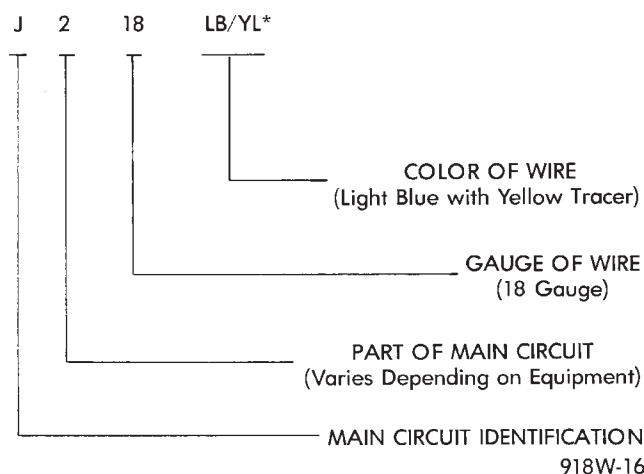 J 2 18 LB/YL*
COLOR OF WIRE
(Light Blue with Yellow Tracer)
GAUGE OF WIRE
(18 Gauge)
PART OF MAIN CIRCUIT
(Varies Depending on Equipment)
MAIN CIRCUIT IDENTIFICATION
918W-16